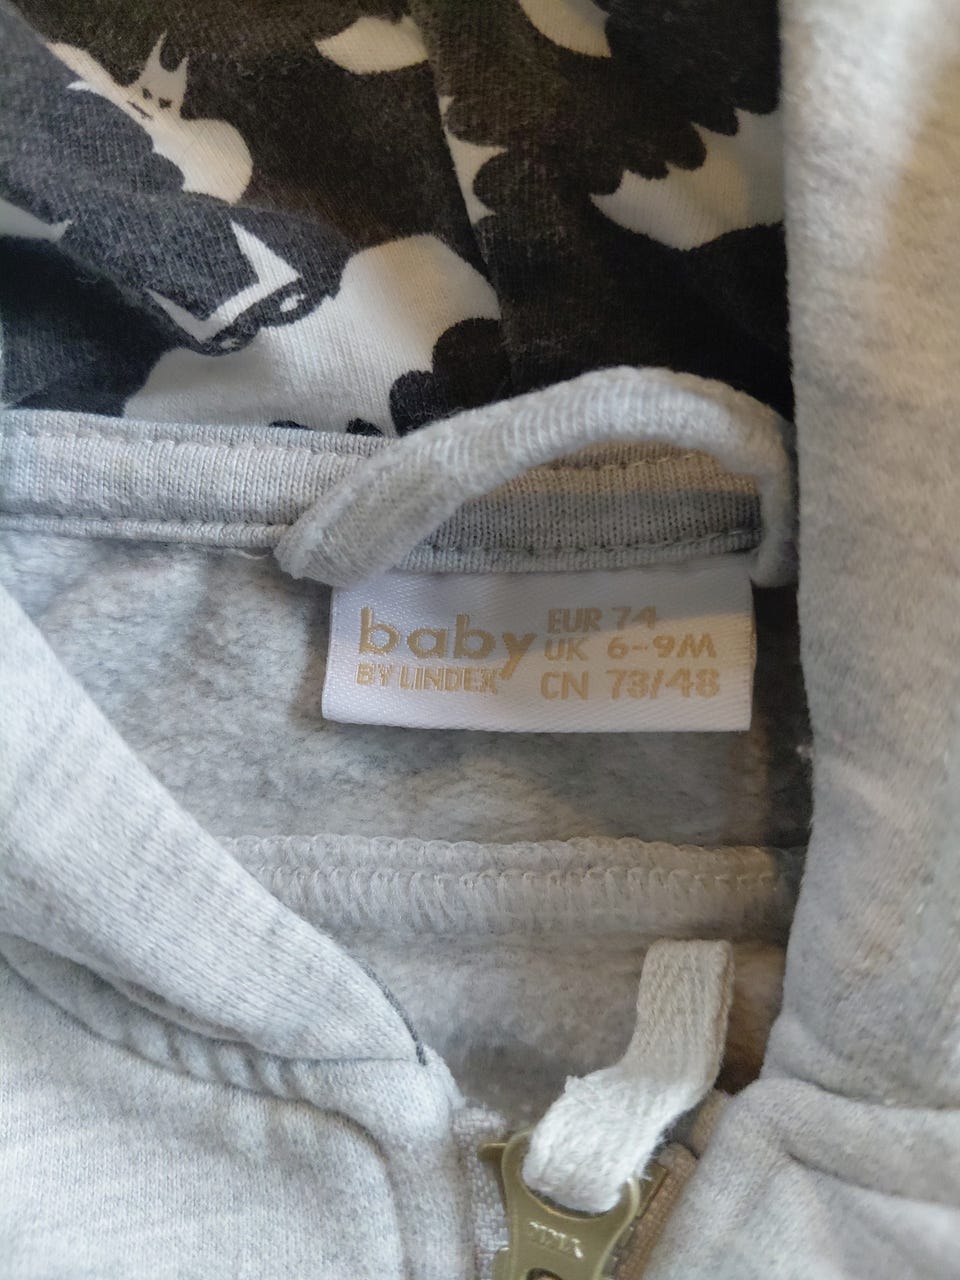 baby
BY LINDEX
EUR 74
UK 6-9M
CN 73/48